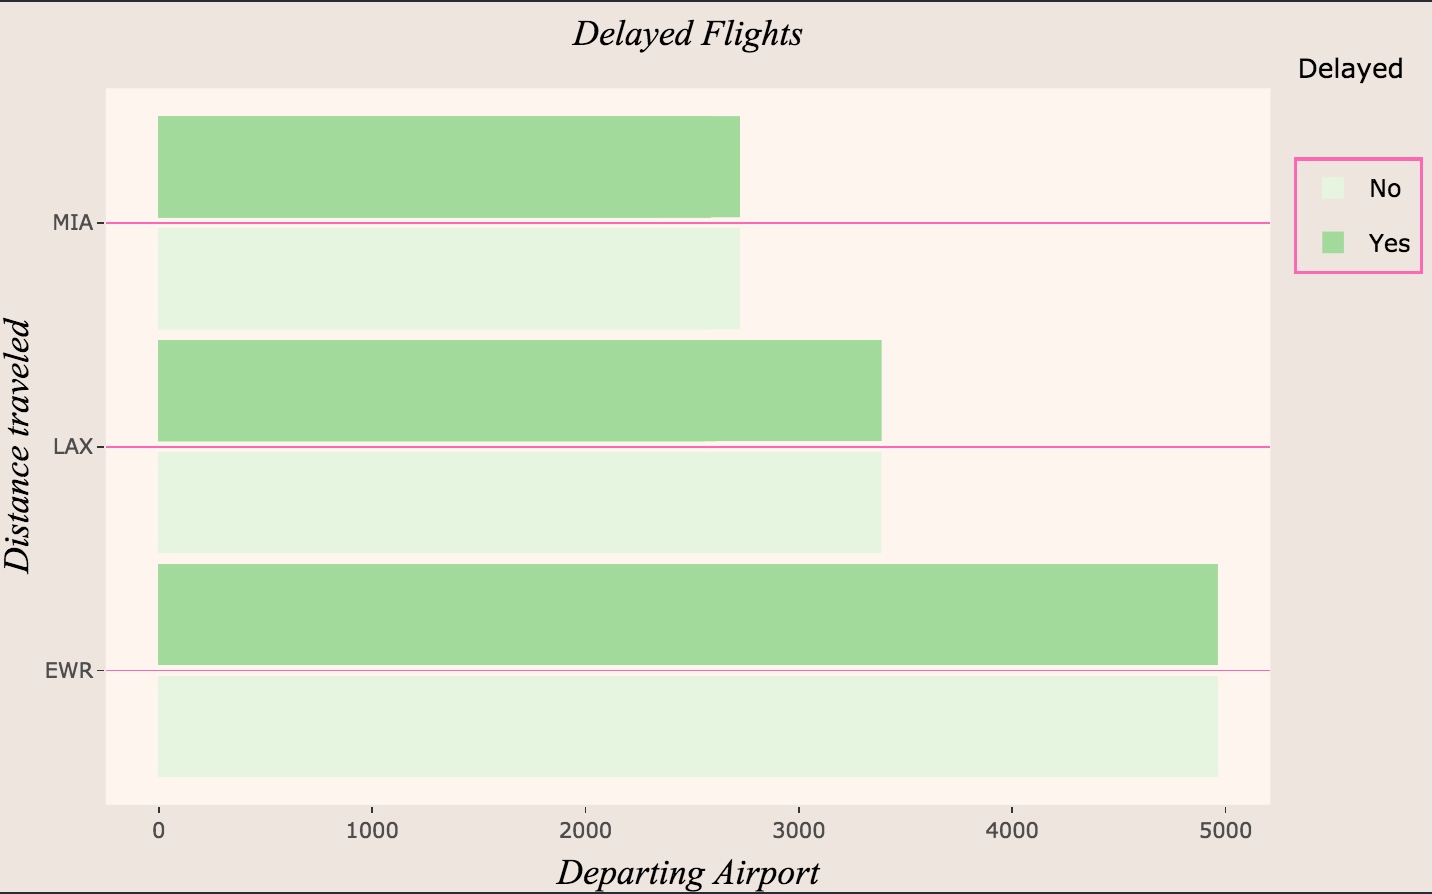 Delayed Flights
Delayed
No
Yes
MIA
LAX
EWR
Distance traveled
0 1000 2000 3000 4000 5000
Departing Airport